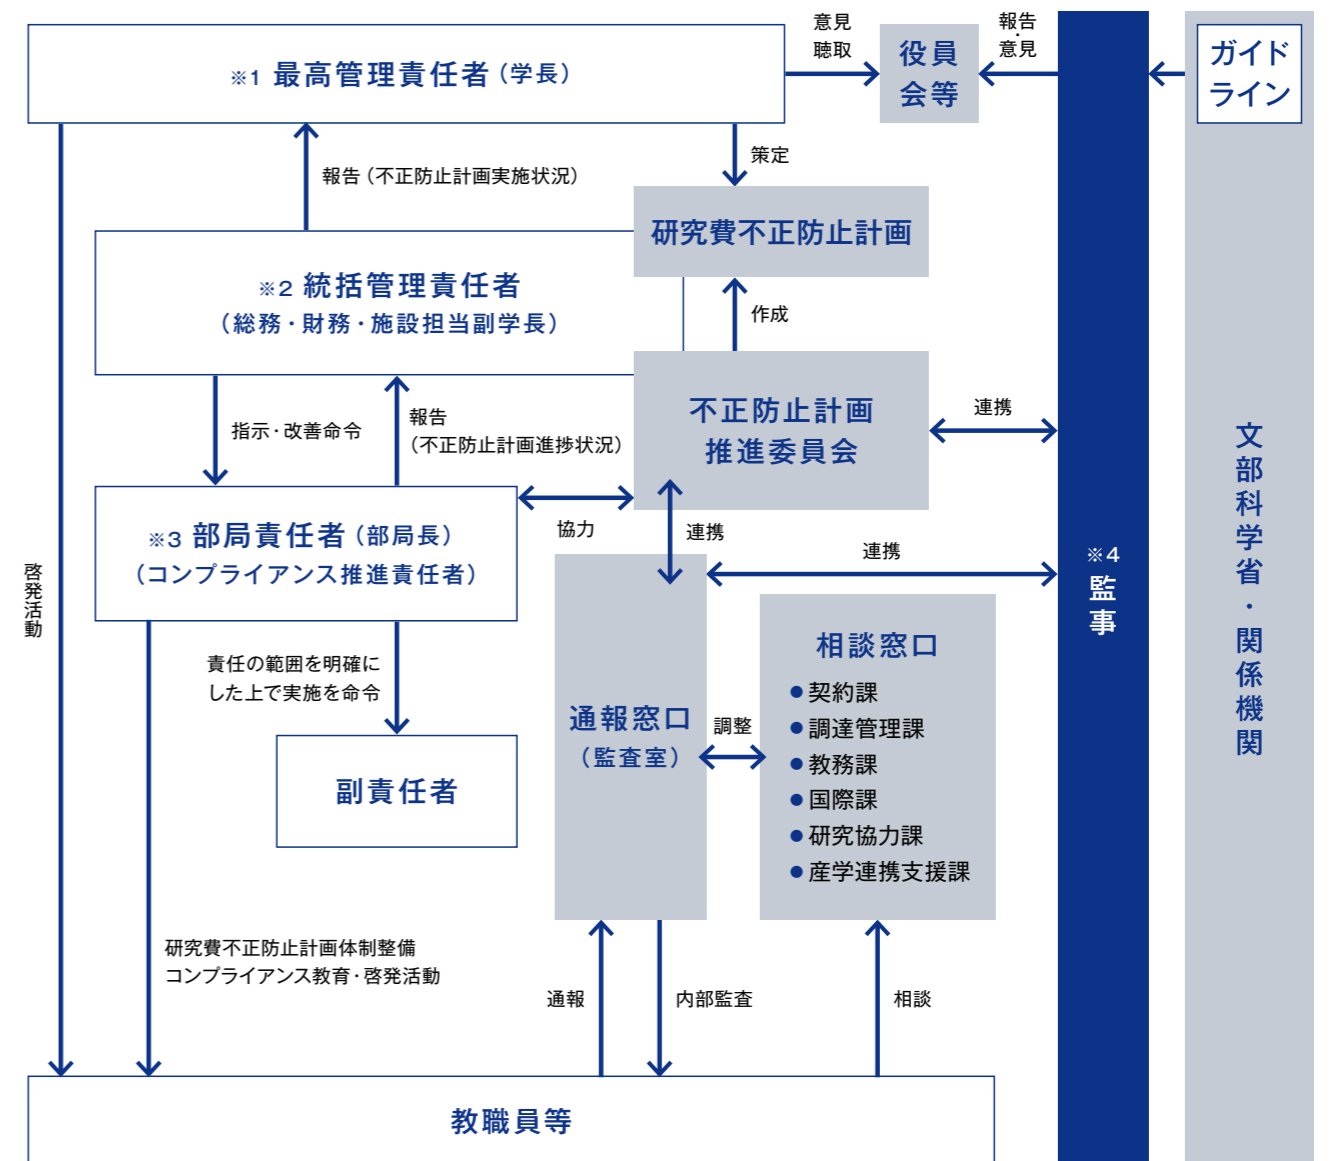 ※1 最高管理責任者（学長）
意見
聴取
役員
会等
報告
・
意見
ガイド
ライン
策定
報告（不正防止計画実施状況）
研究費不正防止計画
※2 統括管理責任者
（総務・財務・施設担当副学長）
作成
不正防止計画
推進委員会
連携
指示・改善命令
報告
（不正防止計画進捗状況）
※3 部局責任者（部局長）
（コンプライアンス推進責任者）
協力
連携
連携
※4
監事
文部科学省・関係機関
啓発活動
責任の範囲を明確に
した上で実施を命令
副責任者
通報窓口
（監査室）
調整
相談窓口
●契約課
●調達管理課
●教務課
●国際課
●研究協力課
●産学連携支援課
研究費不正防止計画体制整備
コンプライアンス教育・啓発活動
通報
内部監査
相談
教職員等